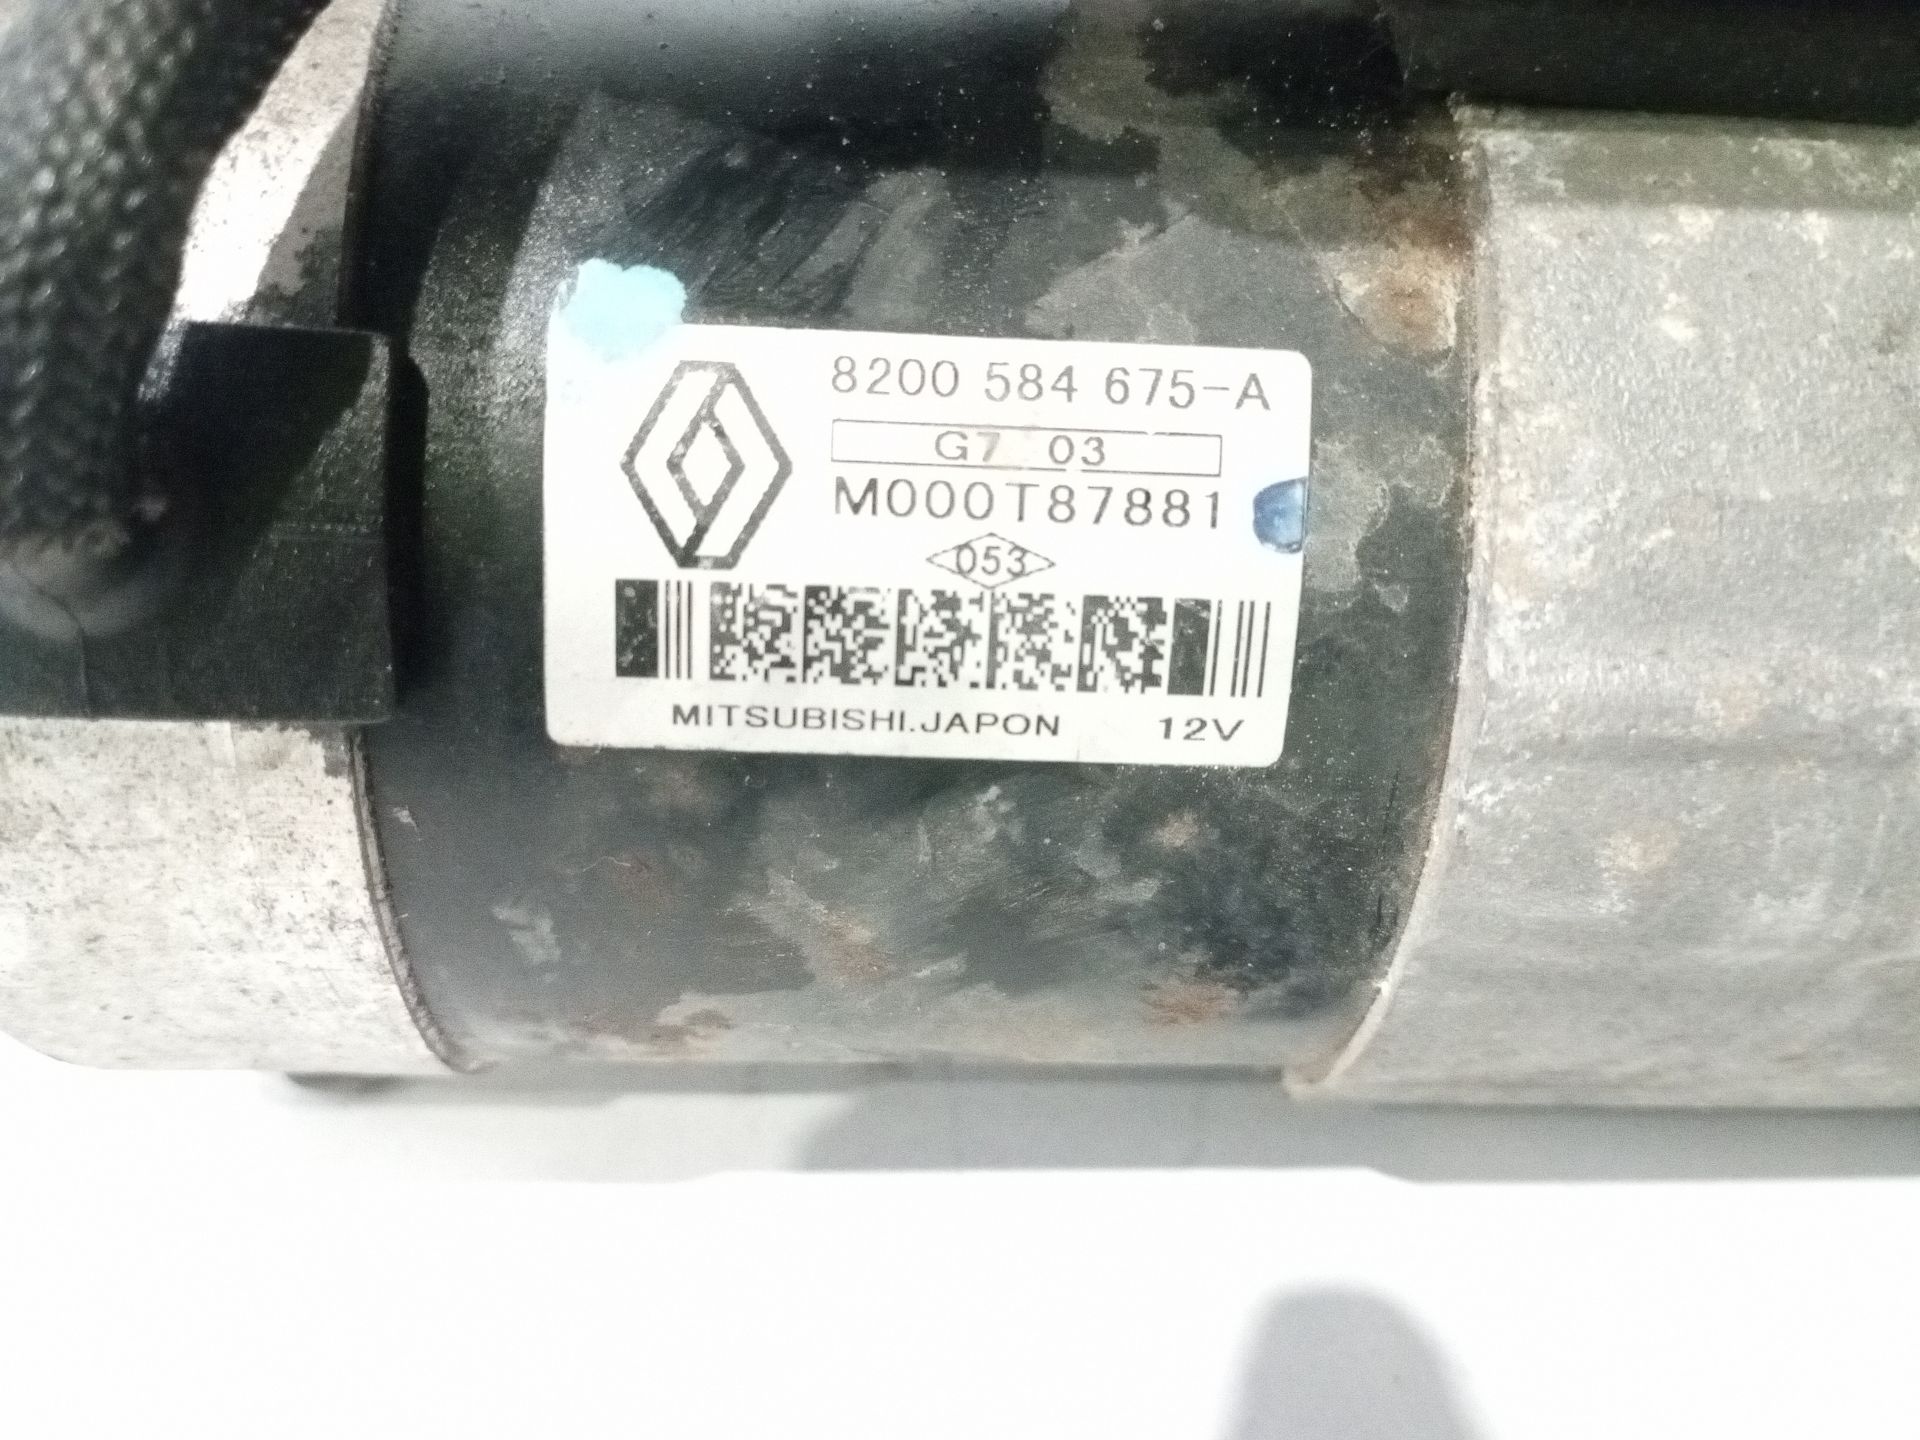 8200 584 675-A
G7 03
M000T87881
053
MITSUBISHI.JAPON 12V